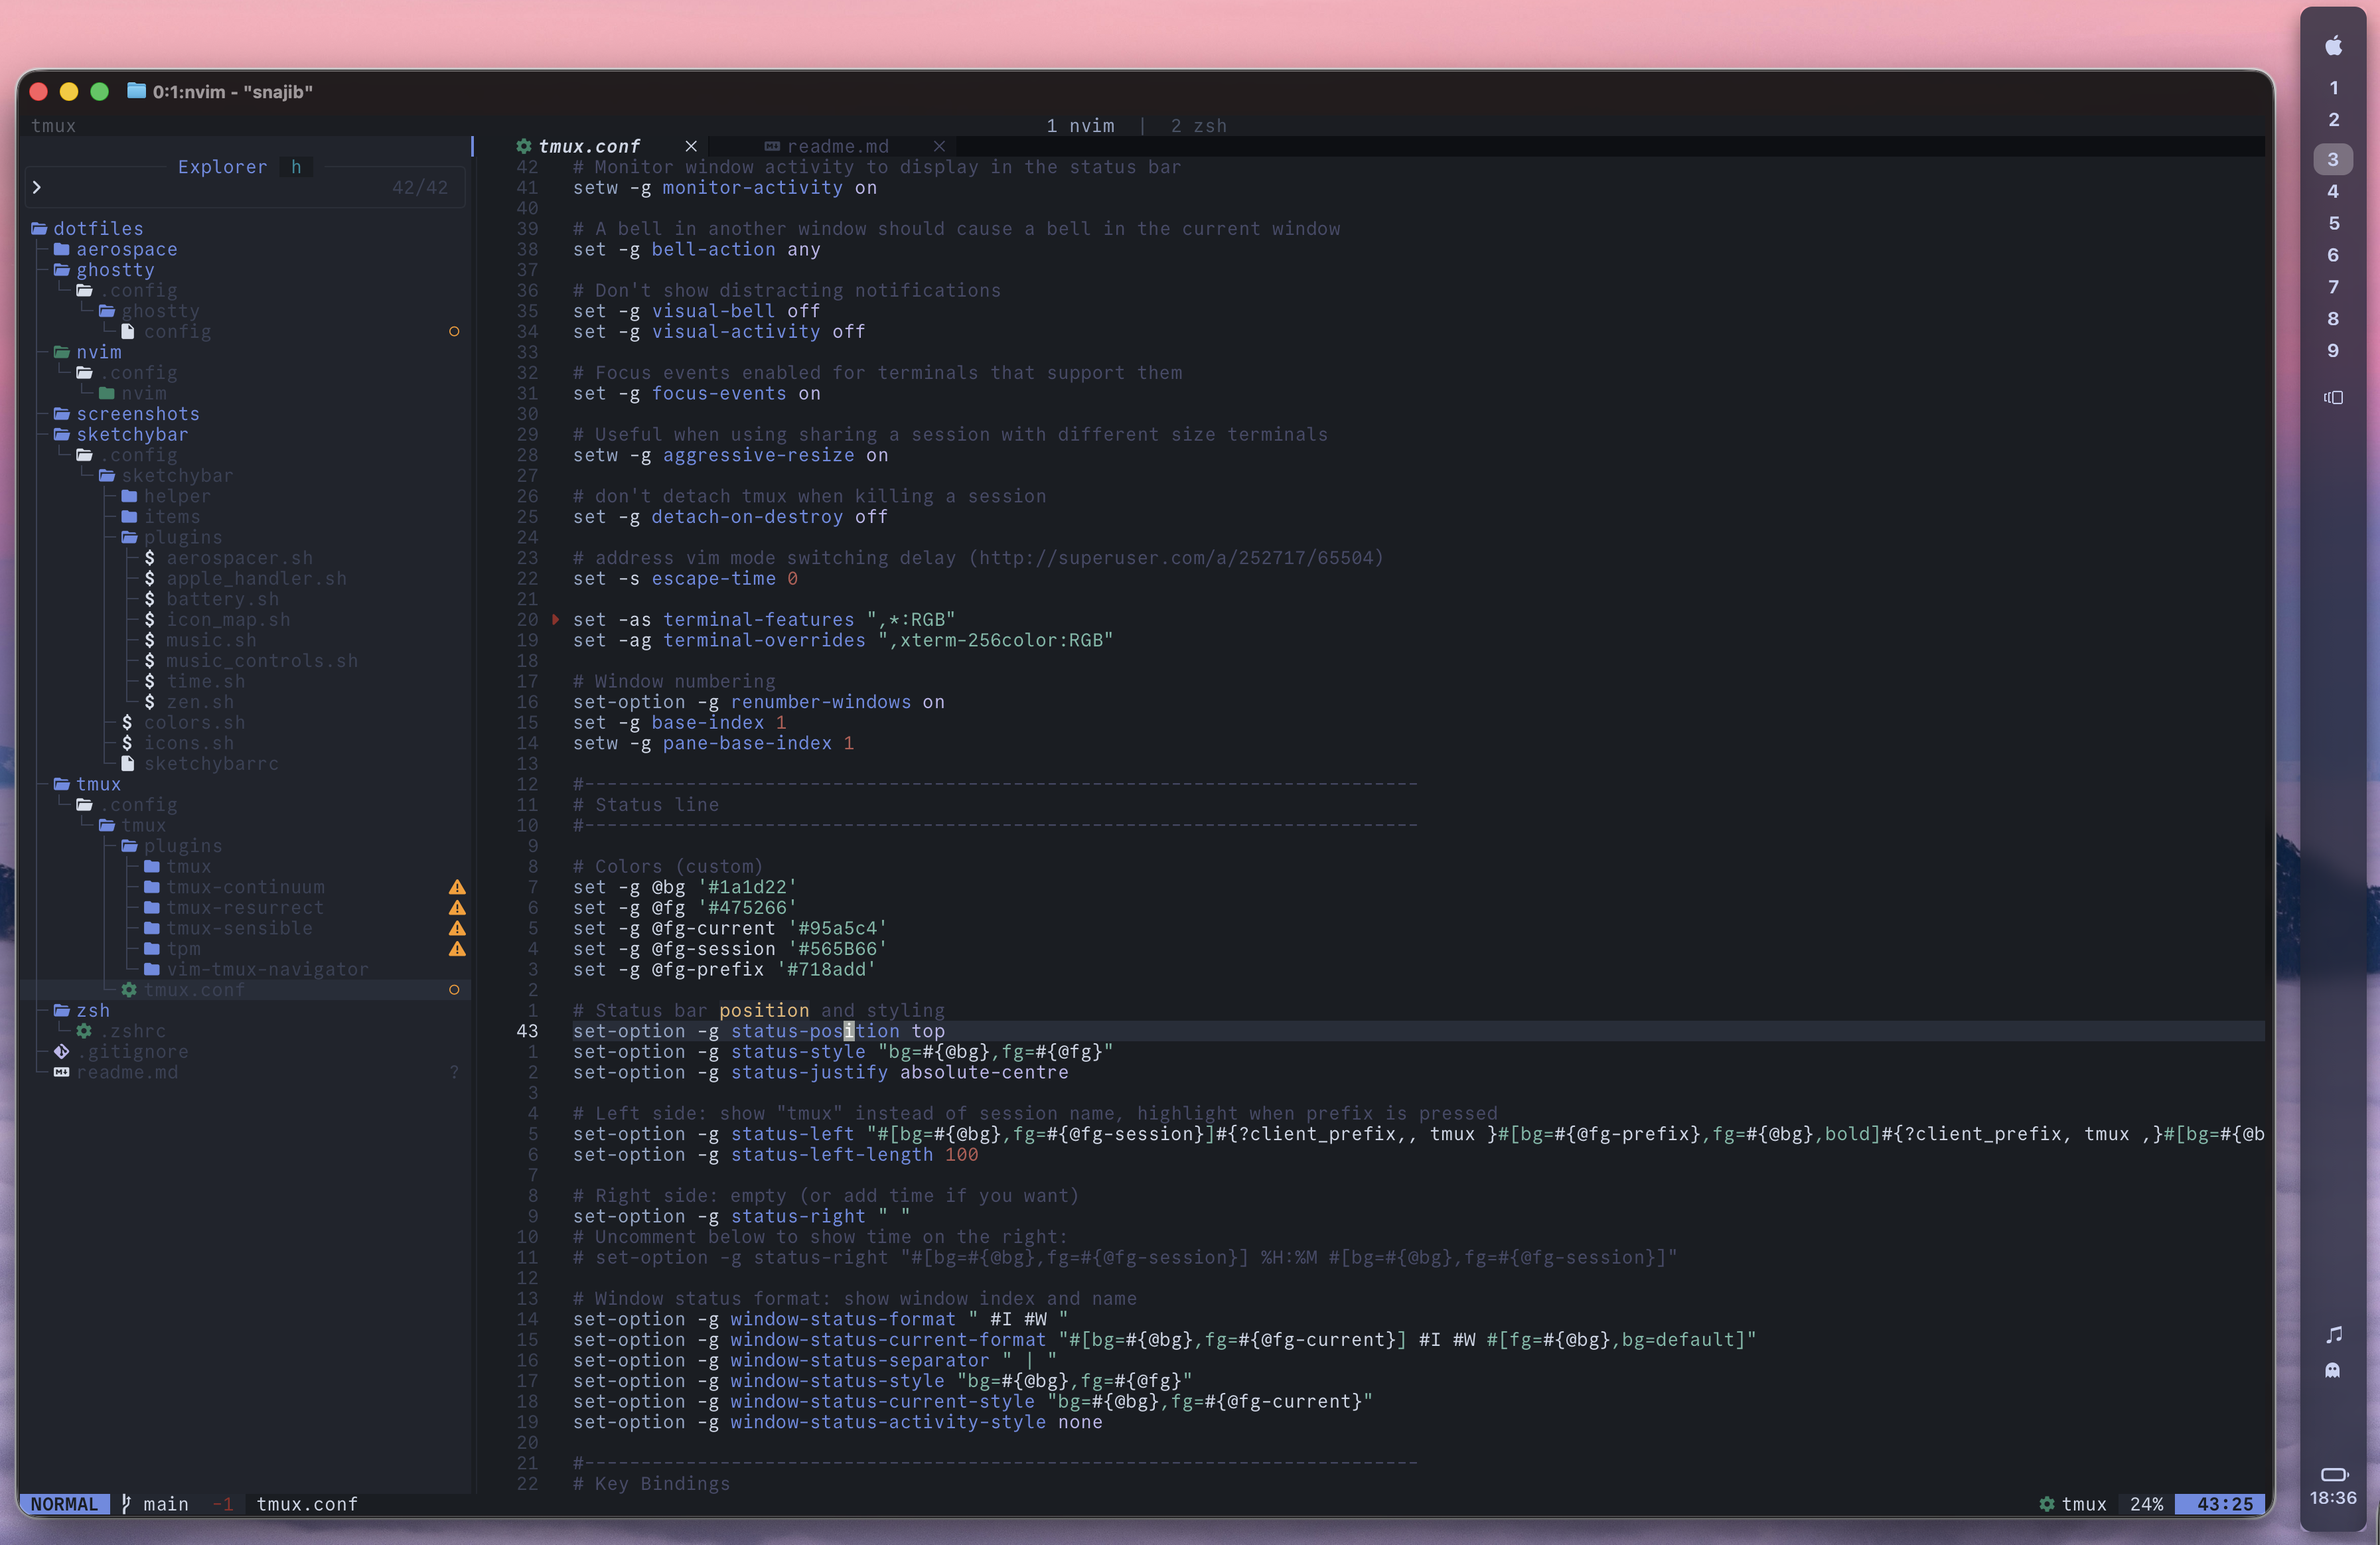 0:1:nvim - "snajib"
tmux
1 nvim | 2 zsh
Explorer h
42/42
dotfiles
aerospace
ghostty
.config
ghostty
config
nvim
.config
nvim
screenshots
sketchybar
.config
sketchybar
helper
items
plugins
$ aerospacer.sh
$ apple_handler.sh
$ battery.sh
$ icon_map.sh
$ music.sh
$ music_controls.sh
$ time.sh
$ zen.sh
$ colors.sh
$ icons.sh
sketchybarrc
tmux
.config
tmux
plugins
tmux
tmux-continuum
tmux-resurrect
tmux-sensible
tpm
vim-tmux-navigator
tmux.conf
zsh
.zshrc
.gitignore
readme.md ?
tmux.conf × readme.md ×
42 # Monitor window activity to display in the status bar
41 setw -g monitor-activity on
40
39 # A bell in another window should cause a bell in the current window
38 set -g bell-action any
37
36 # Don't show distracting notifications
35 set -g visual-bell off
34 set -g visual-activity off
33
32 # Focus events enabled for terminals that support them
31 set -g focus-events on
30
29 # Useful when using sharing a session with different size terminals
28 setw -g aggressive-resize on
27
26 # don't detach tmux when killing a session
25 set -g detach-on-destroy off
24
23 # address vim mode switching delay (http://superuser.com/a/252717/65504)
22 set -s escape-time 0
21
20 set -as terminal-features ",*:RGB"
19 set -ag terminal-overrides ",xterm-256color:RGB"
18
17 # Window numbering
16 set-option -g renumber-windows on
15 set -g base-index 1
14 setw -g pane-base-index 1
13
12 #--------------------------------------------------------------------------
11 # Status line
10 #--------------------------------------------------------------------------
9
8 # Colors (custom)
7 set -g @bg '#1a1d22'
6 set -g @fg '#475266'
5 set -g @fg-current '#95a5c4'
4 set -g @fg-session '#565B66'
3 set -g @fg-prefix '#718add'
2
1 # Status bar position and styling
43 set-option -g status-position top
1 set-option -g status-style "bg=#{@bg},fg=#{@fg}"
2 set-option -g status-justify absolute-centre
3
4 # Left side: show "tmux" instead of session name, highlight when prefix is pressed
5 set-option -g status-left "#[bg=#{@bg},fg=#{@fg-session}]#{?client_prefix,, tmux }#[bg=#{@fg-prefix},fg=#{@bg},bold]#{?client_prefix, tmux ,}#[bg=#{@b
6 set-option -g status-left-length 100
7
8 # Right side: empty (or add time if you want)
9 set-option -g status-right " "
10 # Uncomment below to show time on the right:
11 # set-option -g status-right "#[bg=#{@bg},fg=#{@fg-session}] %H:%M #[bg=#{@bg},fg=#{@fg-session}]"
12
13 # Window status format: show window index and name
14 set-option -g window-status-format " #I #W "
15 set-option -g window-status-current-format "#[bg=#{@bg},fg=#{@fg-current}] #I #W #[fg=#{@bg},bg=default]"
16 set-option -g window-status-separator " | "
17 set-option -g window-status-style "bg=#{@bg},fg=#{@fg}"
18 set-option -g window-status-current-style "bg=#{@bg},fg=#{@fg-current}"
19 set-option -g window-status-activity-style none
20
21 #--------------------------------------------------------------------------
22 # Key Bindings
NORMAL main -1 tmux.conf
tmux 24% 43:25
1
2
3
4
5
6
7
8
9
18:36